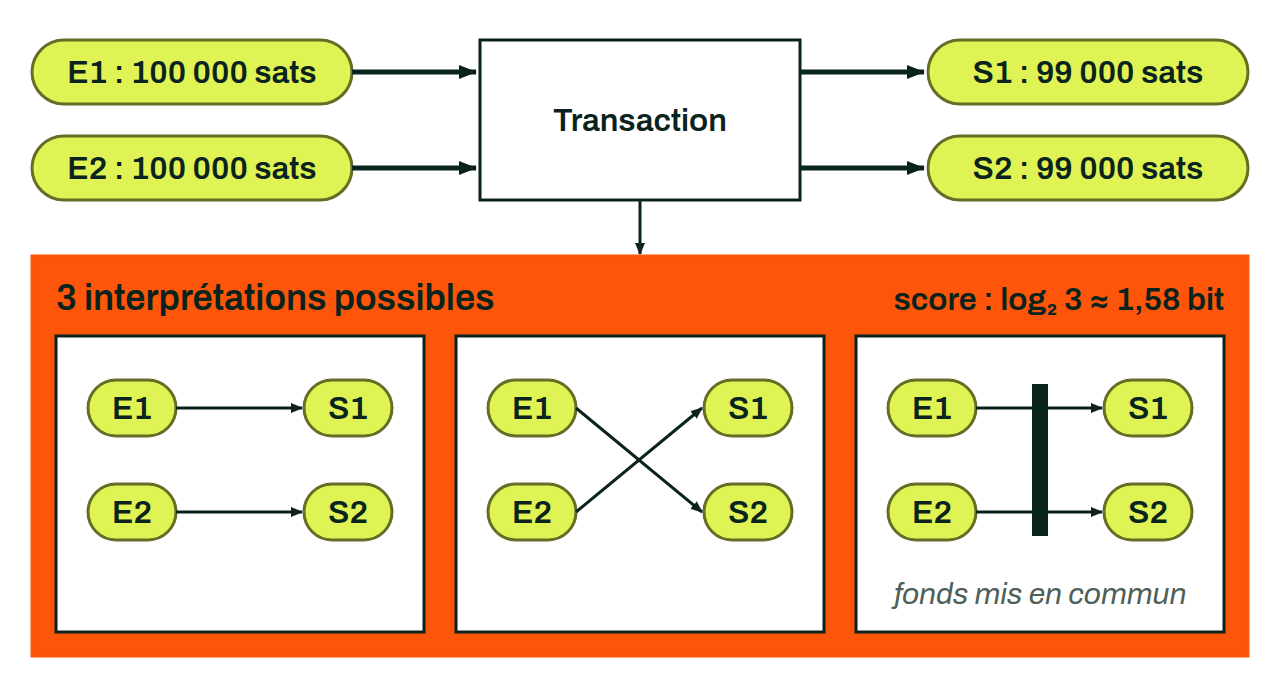 E1 : 100 000 sats
E2 : 100 000 sats
Transaction
S1 : 99 000 sats
S2 : 99 000 sats
3 interprétations possibles
score : log₂ 3 ≈ 1,58 bit
E1
S1
E2
S2
E1
S1
E2
S2
E1
S1
E2
S2
fonds mis en commun